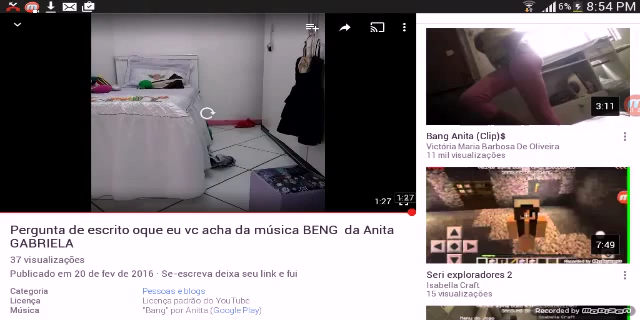 6% 8:54 PM
1:27 1:27
Pergunta de escrito oque eu vc acha da música BENG da Anita
GABRIELA
37 visualizações
Publicado em 20 de fev de 2016 · Se-escreva deixa seu link e fui
Categoria Pessoas e blogs
Licença Licença padrão do YouTube
Música "Bang" por Anitta (Google Play)
3:11
Bang Anita (Clip)$
Victória Maria Barbosa De Oliveira
11 mil visualizações
7:49
Seri exploradores 2
Isabella Craft
15 visualizações
Recorded by Mobizen